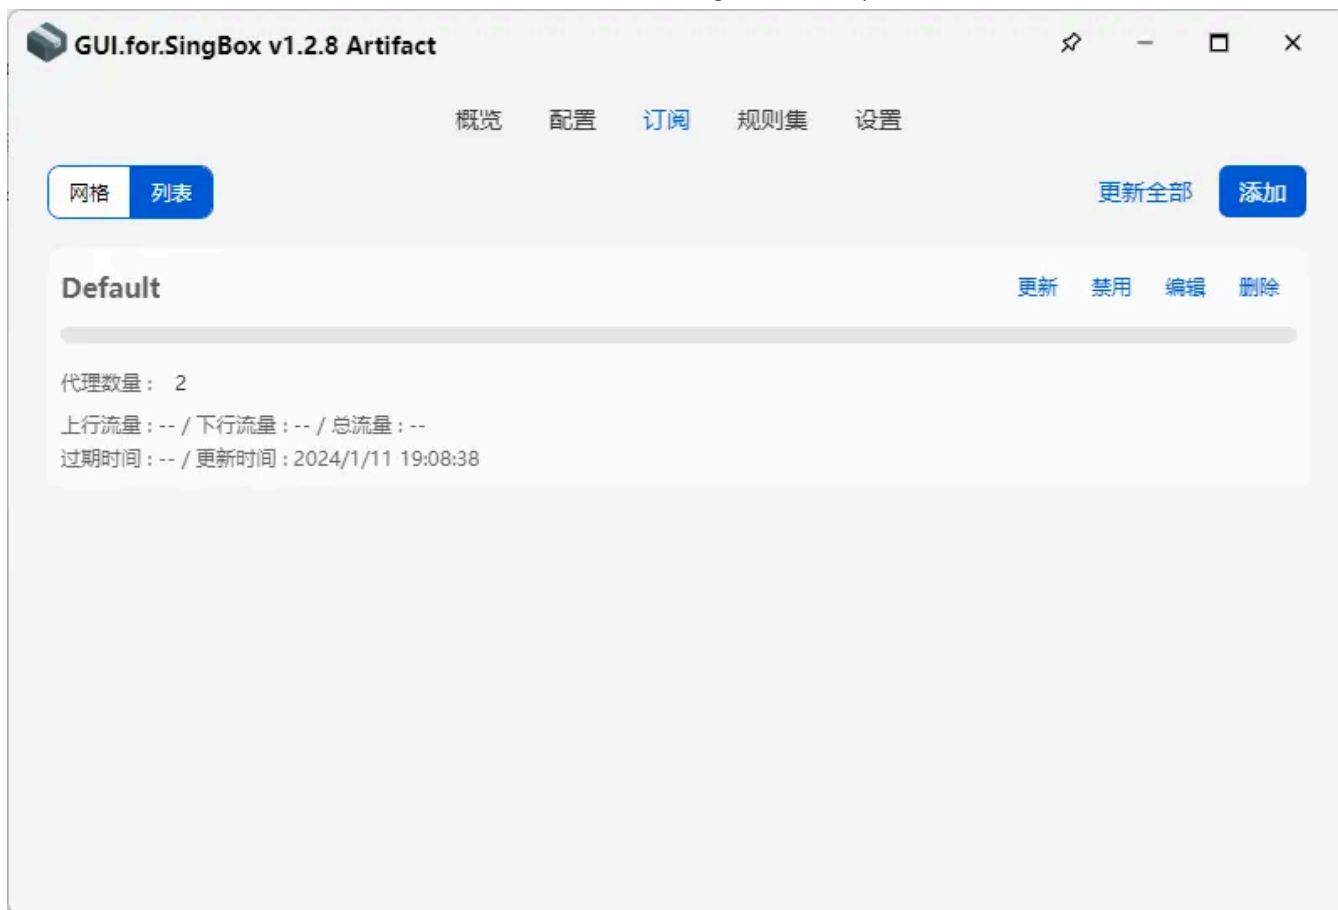 GUI.for.SingBox v1.2.8 Artifact
概览 配置 订阅 规则集 设置
网格 列表 更新全部 添加
Default 更新 禁用 编辑 删除
代理数量： 2
上行流量 : -- / 下行流量 : -- / 总流量 : --
过期时间 : -- / 更新时间 : 2024/1/11 19:08:38